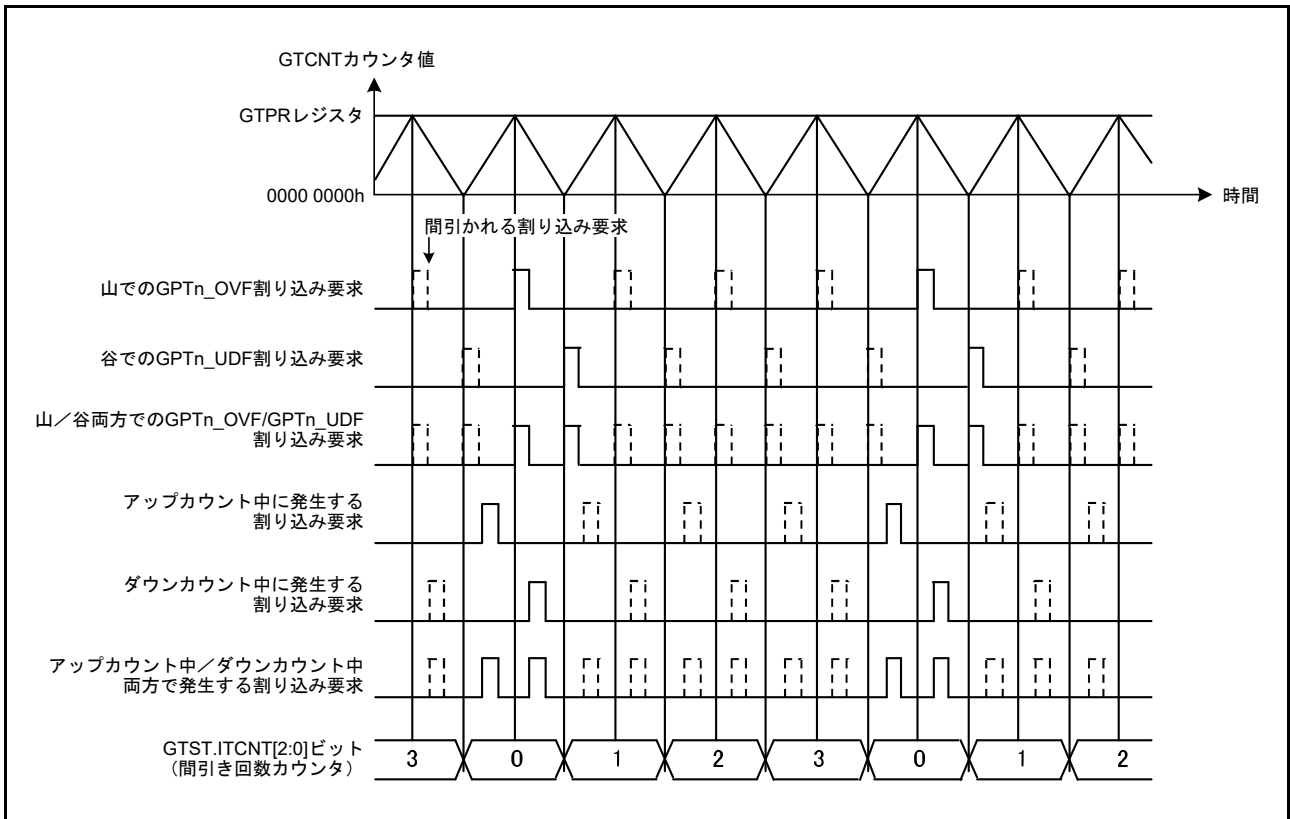 GTCNTカウンタ値
GTPRレジスタ
0000 0000h
時間
間引かれる割り込み要求
山でのGPTn_OVF割り込み要求
谷でのGPTn_UDF割り込み要求
山／谷両方でのGPTn_OVF/GPTn_UDF
割り込み要求
アップカウント中に発生する
割り込み要求
ダウンカウント中に発生する
割り込み要求
アップカウント中／ダウンカウント中
両方で発生する割り込み要求
GTST.ITCNT[2:0]ビット
（間引き回数カウンタ）
3 0 1 2 3 0 1 2